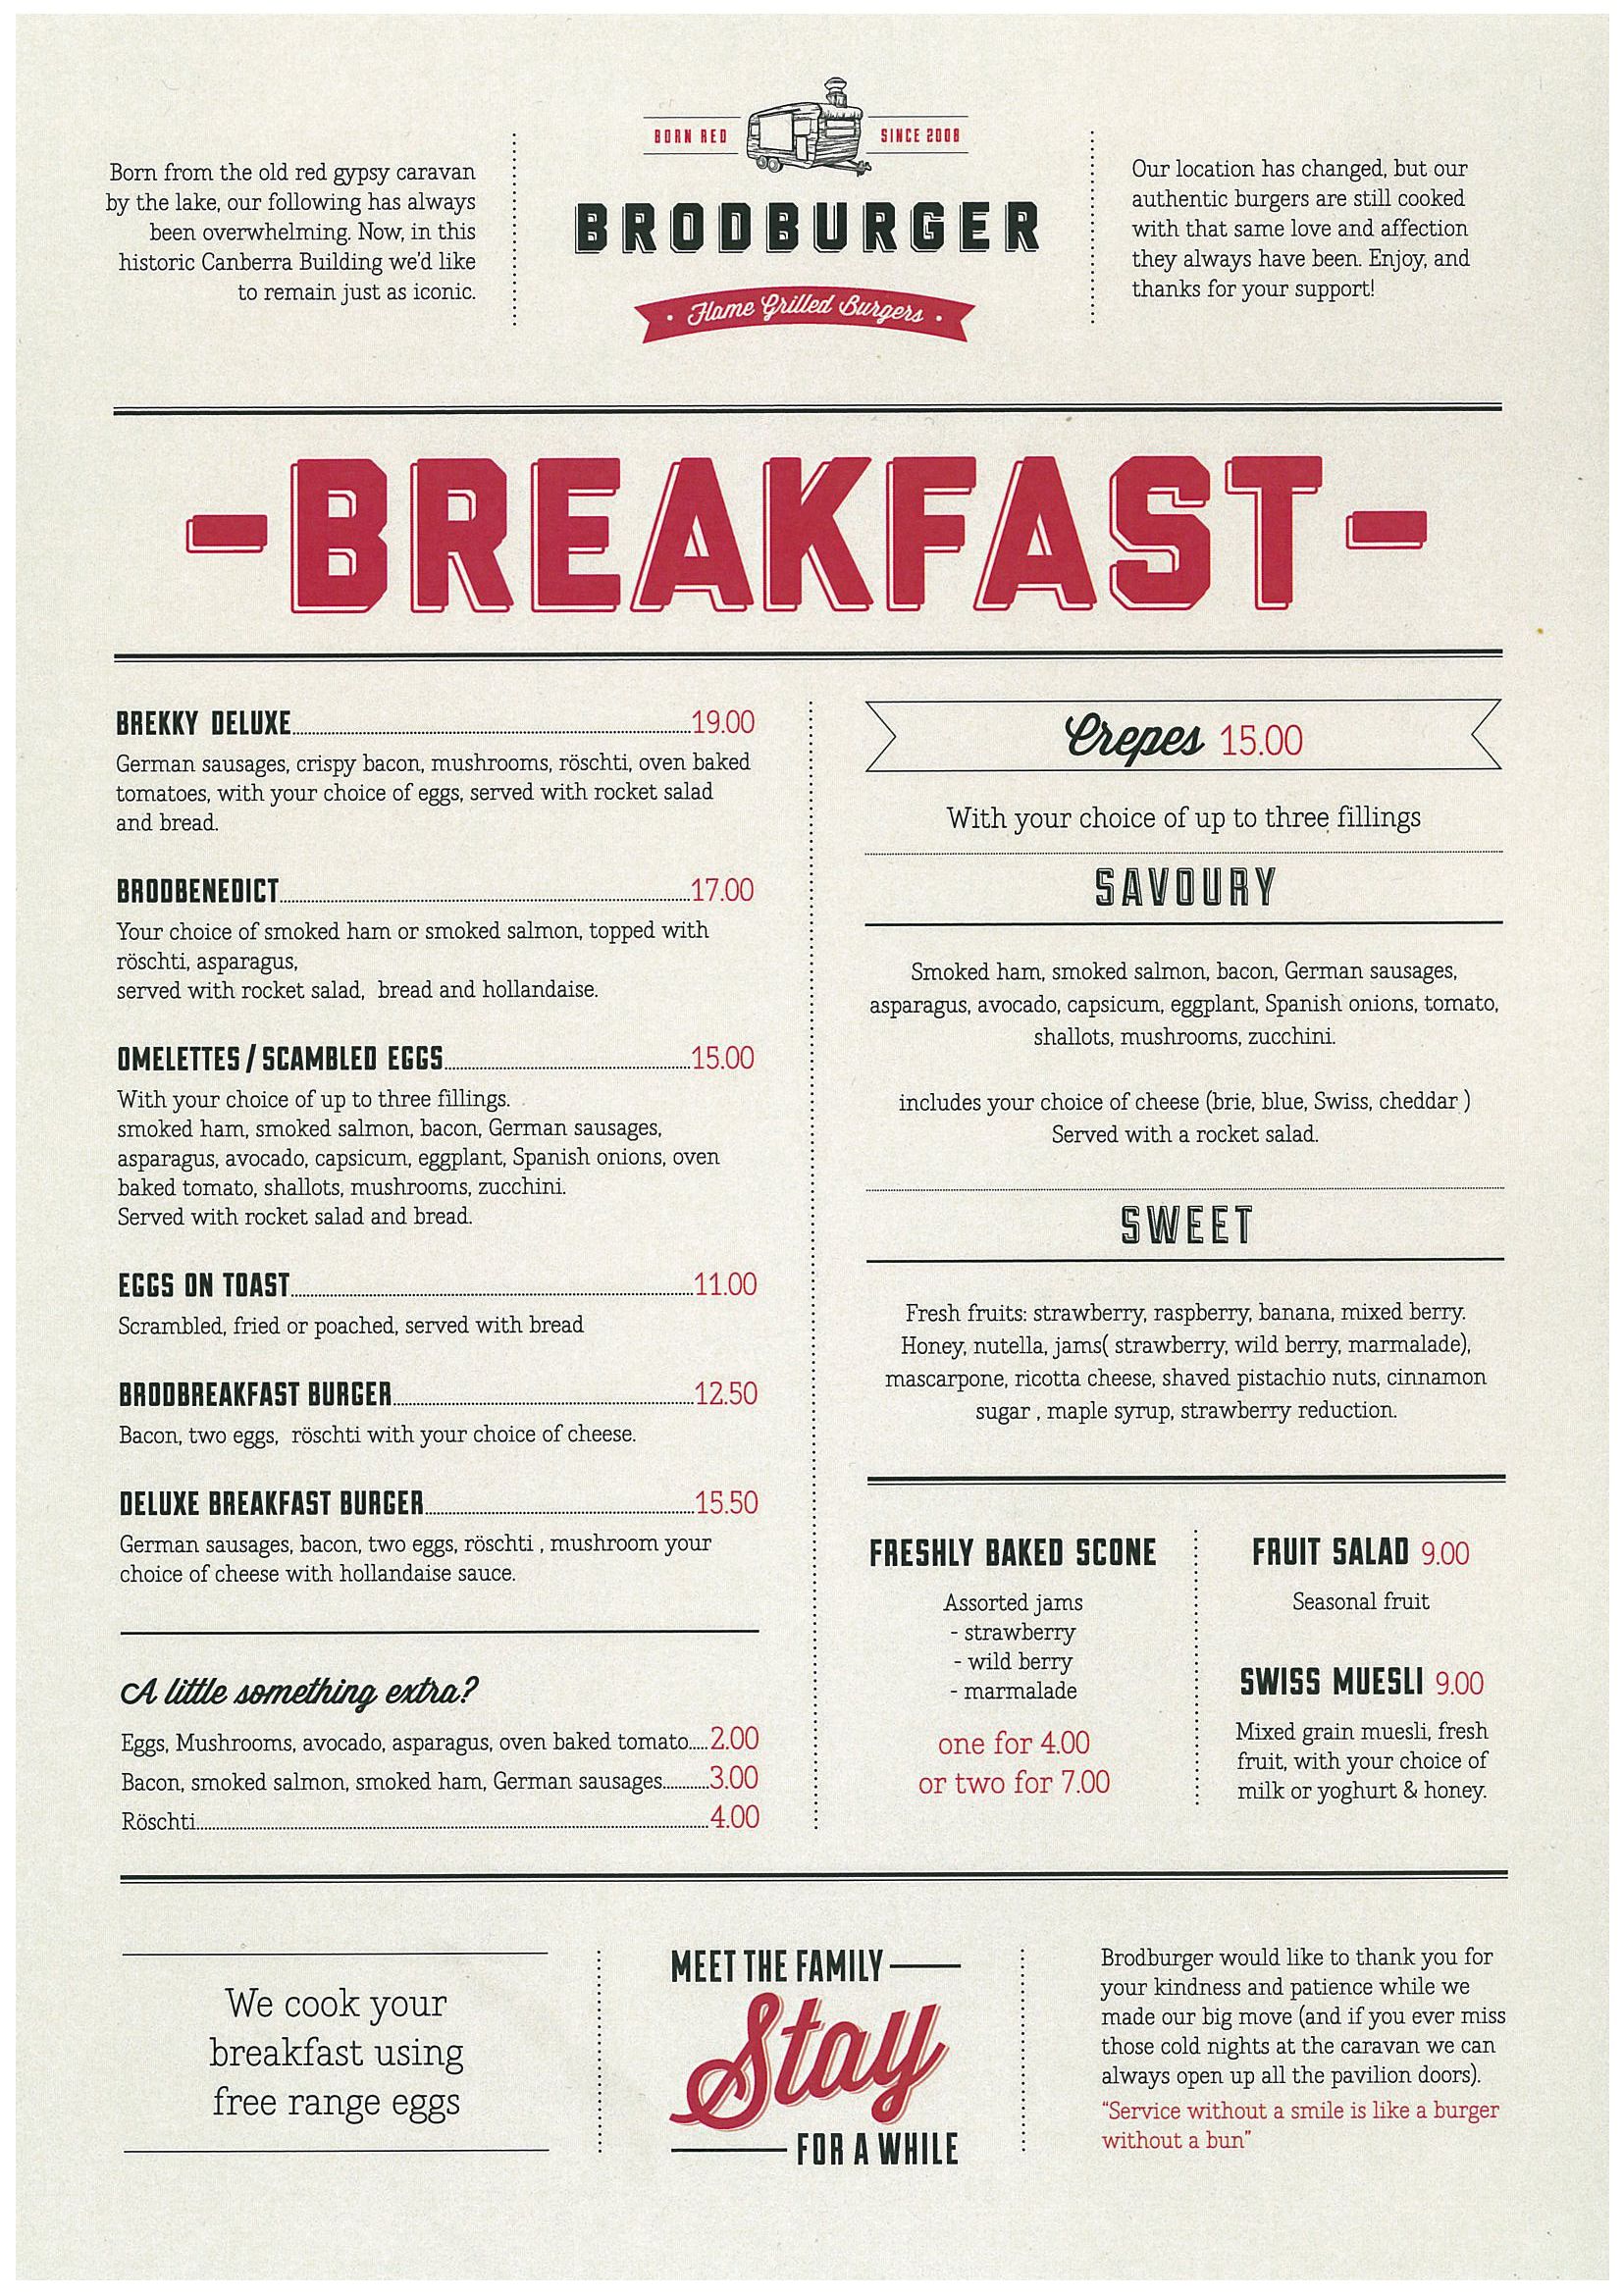 Born from the old red gypsy caravan
by the lake, our following has always
been overwhelming. Now, in this
historic Canberra Building we'd like
to remain just as iconic.
BORN RED
SINCE 2008
BRODBURGER
· Flame Grilled Burgers ·
Our location has changed, but our
authentic burgers are still cooked
with that same love and affection
they always have been. Enjoy, and
thanks for your support!
-BREAKFAST-
BREKKY DELUXE 19.00
German sausages, crispy bacon, mushrooms, röschti, oven baked
tomatoes, with your choice of eggs, served with rocket salad
and bread.
BRODBENEDICT 17.00
Your choice of smoked ham or smoked salmon, topped with
röschti, asparagus,
served with rocket salad, bread and hollandaise.
OMELETTES / SCAMBLED EGGS 15.00
With your choice of up to three fillings.
smoked ham, smoked salmon, bacon, German sausages,
asparagus, avocado, capsicum, eggplant, Spanish onions, oven
baked tomato, shallots, mushrooms, zucchini.
Served with rocket salad and bread.
EGGS ON TOAST 11.00
Scrambled, fried or poached, served with bread
BRODBREAKFAST BURGER 12.50
Bacon, two eggs, röschti with your choice of cheese.
DELUXE BREAKFAST BURGER 15.50
German sausages, bacon, two eggs, röschti , mushroom your
choice of cheese with hollandaise sauce.
A little something extra?
Eggs, Mushrooms, avocado, asparagus, oven baked tomato 2.00
Bacon, smoked salmon, smoked ham, German sausages 3.00
Röschti 4.00
Crepes 15.00
With your choice of up to three fillings
SAVOURY
Smoked ham, smoked salmon, bacon, German sausages,
asparagus, avocado, capsicum, eggplant, Spanish onions, tomato,
shallots, mushrooms, zucchini.
includes your choice of cheese (brie, blue, Swiss, cheddar )
Served with a rocket salad.
SWEET
Fresh fruits: strawberry, raspberry, banana, mixed berry.
Honey, nutella, jams( strawberry, wild berry, marmalade),
mascarpone, ricotta cheese, shaved pistachio nuts, cinnamon
sugar , maple syrup, strawberry reduction.
FRESHLY BAKED SCONE
Assorted jams
- strawberry
- wild berry
- marmalade
one for 4.00
or two for 7.00
FRUIT SALAD 9.00
Seasonal fruit
SWISS MUESLI 9.00
Mixed grain muesli, fresh
fruit, with your choice of
milk or yoghurt & honey.
We cook your
breakfast using
free range eggs
MEET THE FAMILY
Stay
FOR A WHILE
Brodburger would like to thank you for
your kindness and patience while we
made our big move (and if you ever miss
those cold nights at the caravan we can
always open up all the pavilion doors).
"Service without a smile is like a burger
without a bun"